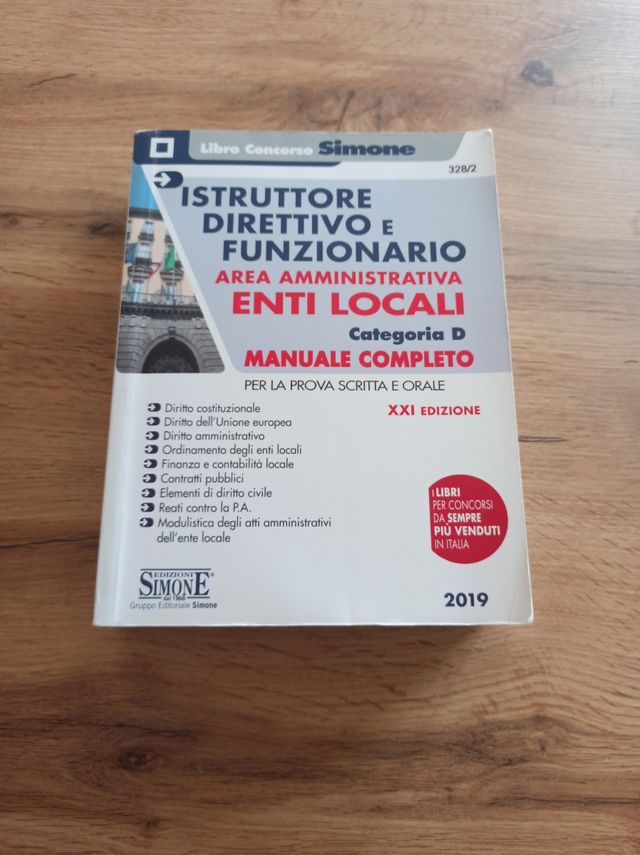 Libro Concorso Simone
328/2
ISTRUTTORE
DIRETTIVO E
FUNZIONARIO
AREA AMMINISTRATIVA
ENTI LOCALI
Categoria D
MANUALE COMPLETO
PER LA PROVA SCRITTA E ORALE
XXI EDIZIONE
Diritto costituzionale
Diritto dell'Unione europea
Diritto amministrativo
Ordinamento degli enti locali
Finanza e contabilità locale
Contratti pubblici
Elementi di diritto civile
Reati contro la P.A.
Modulistica degli atti amministrativi
dell'ente locale
I LIBRI
PER CONCORSI
DA SEMPRE
PIÙ VENDUTI
IN ITALIA
EDIZIONI
SIMONE®
dal 1968
Gruppo Editoriale Simone
2019